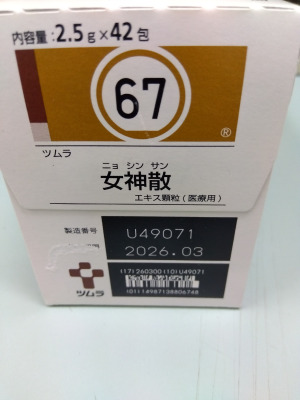 内容量:2.5g×42包
67
®
ツムラ
ニョ シン サン
女神散
エキス顆粒(医療用)
製造番号
U49071
2026.03
(17)260300(10)U49071
ツムラ
(01)14987138806748